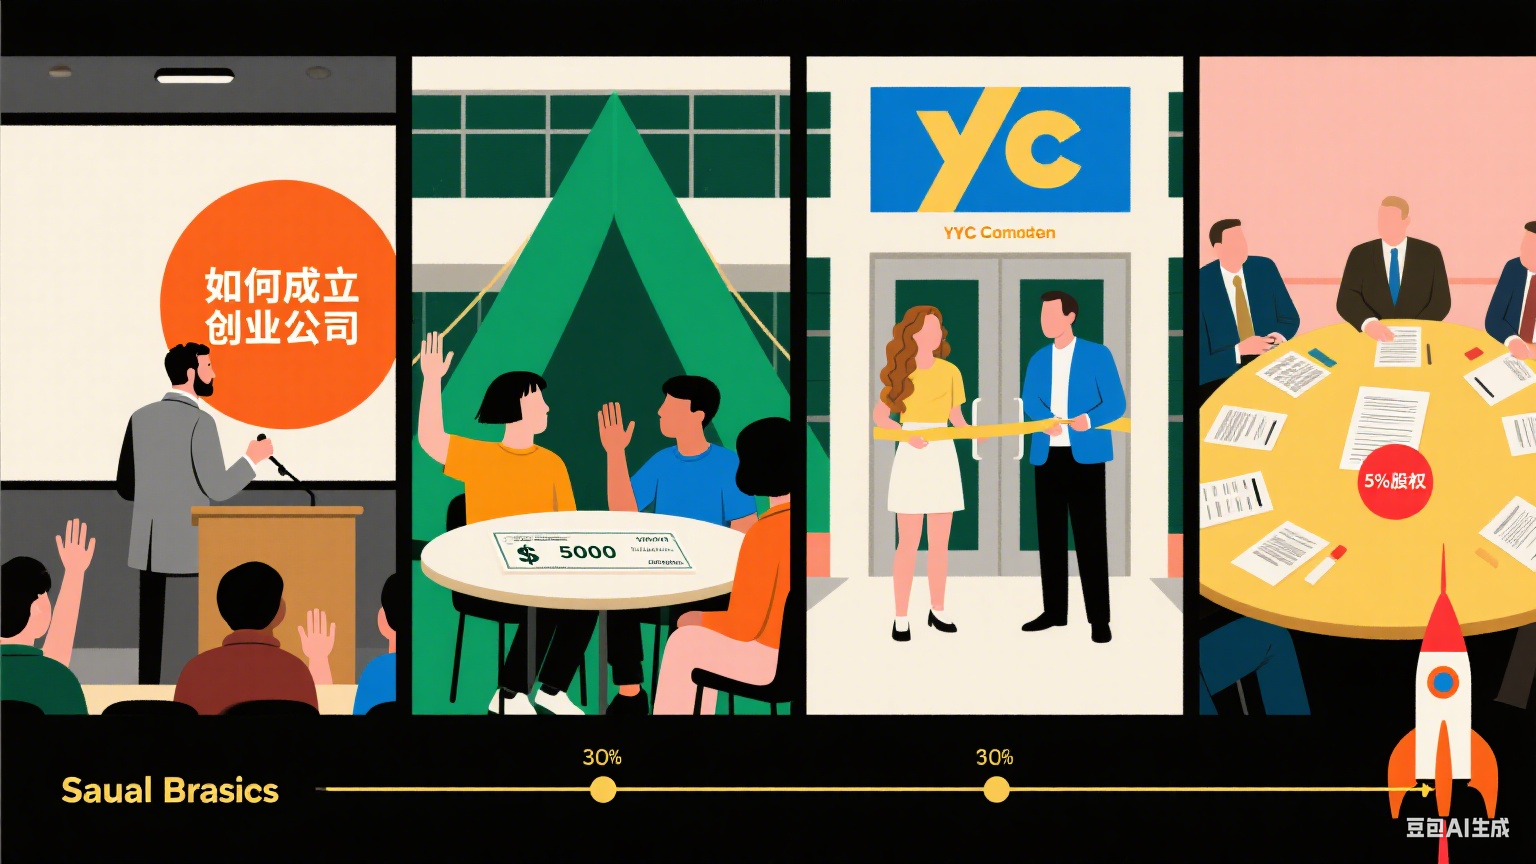 如何成立
创业公司
$ 5000
yc
YYC Comoden
5%股权
30%
30%
Saual Brasics
豆包AI生成